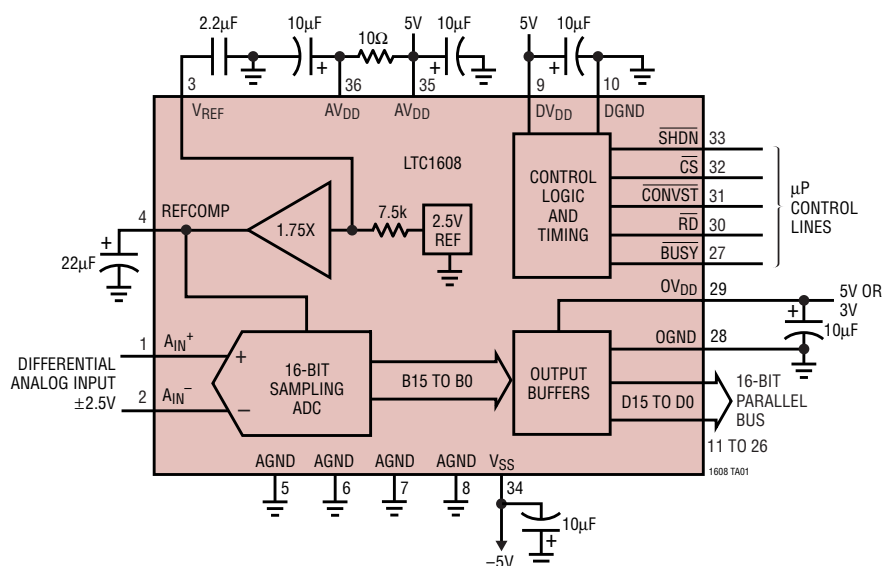 2.2µF
10µF
10Ω
5V
10µF
5V
10µF
3
36
35
9
10
VREF
AVDD
AVDD
DVDD
DGND
LTC1608
SHDN
33
CS
32
CONVST
31
RD
30
BUSY
27
µP
CONTROL
LINES
CONTROL
LOGIC
AND
TIMING
4
REFCOMP
1.75X
7.5k
2.5V
REF
22µF
OVDD
29
5V OR
3V
10µF
OGND
28
DIFFERENTIAL
ANALOG INPUT
±2.5V
1
AIN+
2
AIN−
+
−
16-BIT
SAMPLING
ADC
B15 TO B0
OUTPUT
BUFFERS
D15 TO D0
16-BIT
PARALLEL
BUS
11 TO 26
AGND
AGND
AGND
AGND
VSS
5
6
7
8
34
1608 TA01
10µF
−5V